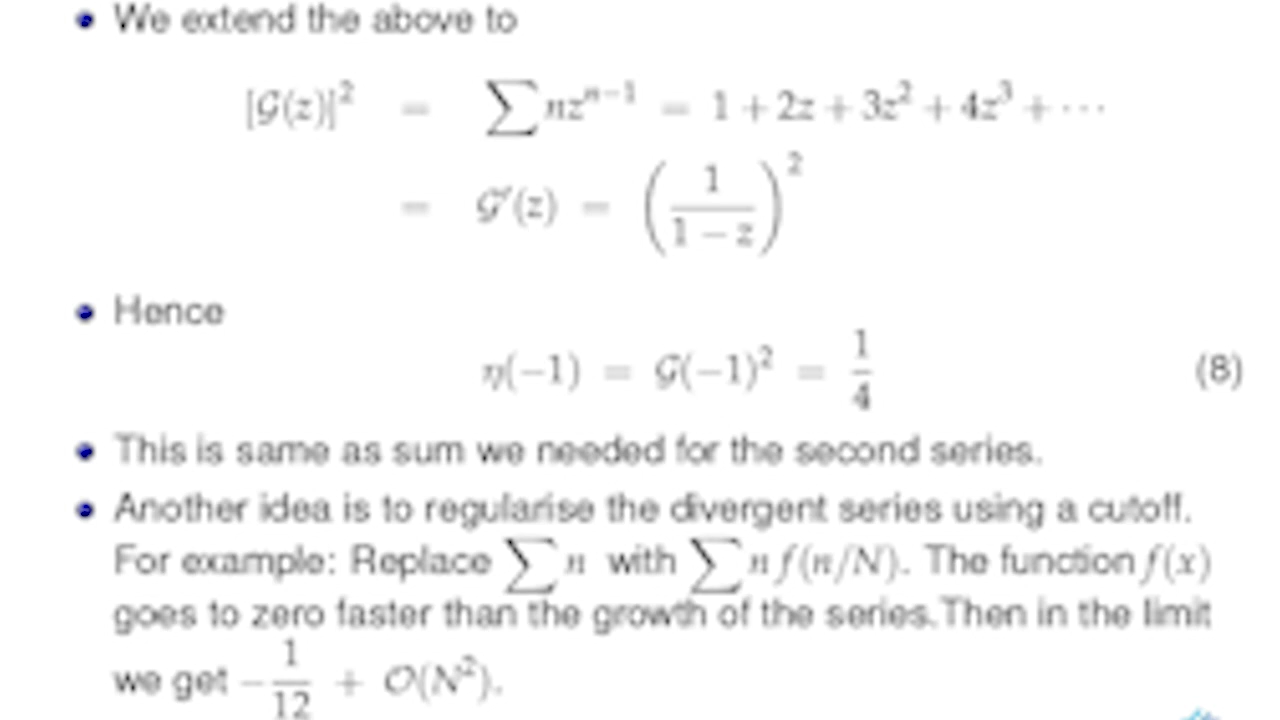 • We extend the above to
[𝒢(z)]² = ∑ nzⁿ⁻¹ = 1 + 2z + 3z² + 4z³ + ⋯
= 𝒢′(z) = (1/(1 − z))²
• Hence
η(−1) = 𝒢(−1)² = 1/4 (8)
• This is same as sum we needed for the second series.
• Another idea is to regularise the divergent series using a cutoff.
For example: Replace ∑ n with ∑ n f(n/N). The function f(x)
goes to zero faster than the growth of the series.Then in the limit
we get −1/12 + 𝒪(N²).